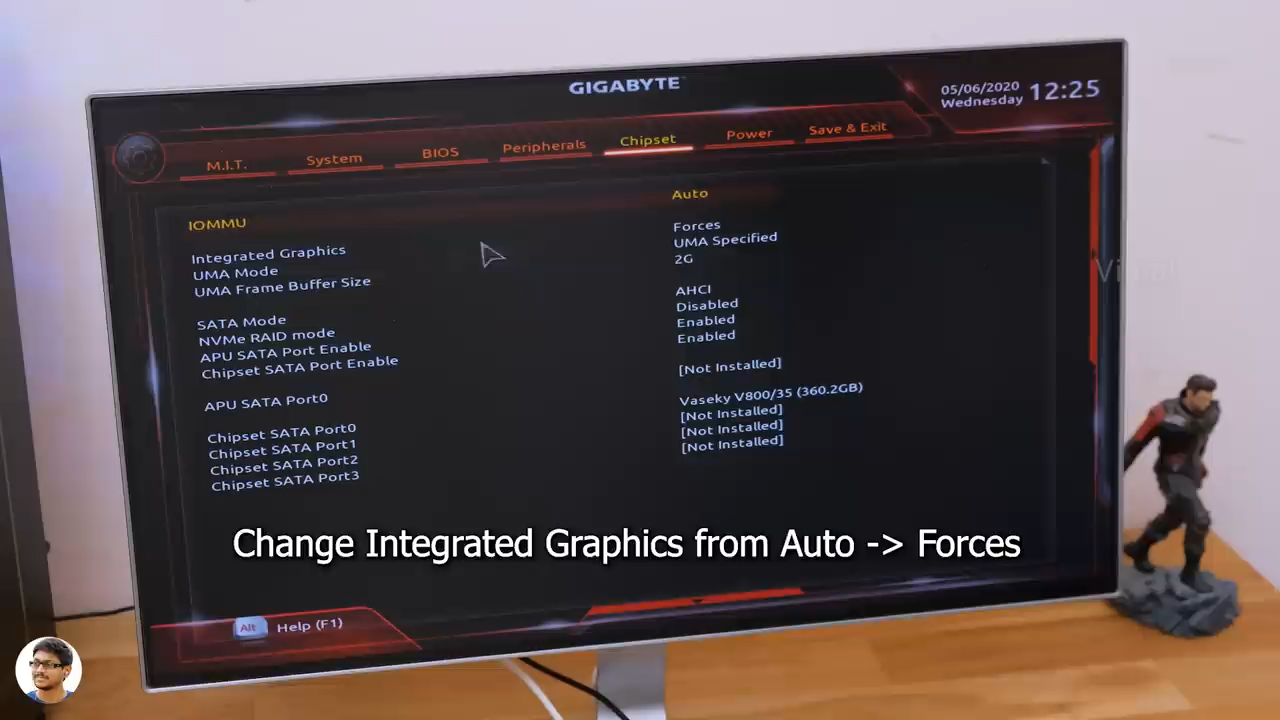 GIGABYTE
05/06/2020
Wednesday
12:25
M.I.T.
System
BIOS
Peripherals
Chipset
Power
Save & Exit
IOMMU Auto
Integrated Graphics Forces
UMA Mode UMA Specified
UMA Frame Buffer Size 2G
SATA Mode AHCI
NVMe RAID mode Disabled
APU SATA Port Enable Enabled
Chipset SATA Port Enable Enabled
APU SATA Port0 [Not Installed]
Chipset SATA Port0 Vaseky V800/35 (360.2GB)
Chipset SATA Port1 [Not Installed]
Chipset SATA Port2 [Not Installed]
Chipset SATA Port3 [Not Installed]
Change Integrated Graphics from Auto -> Forces
Alt Help (F1)